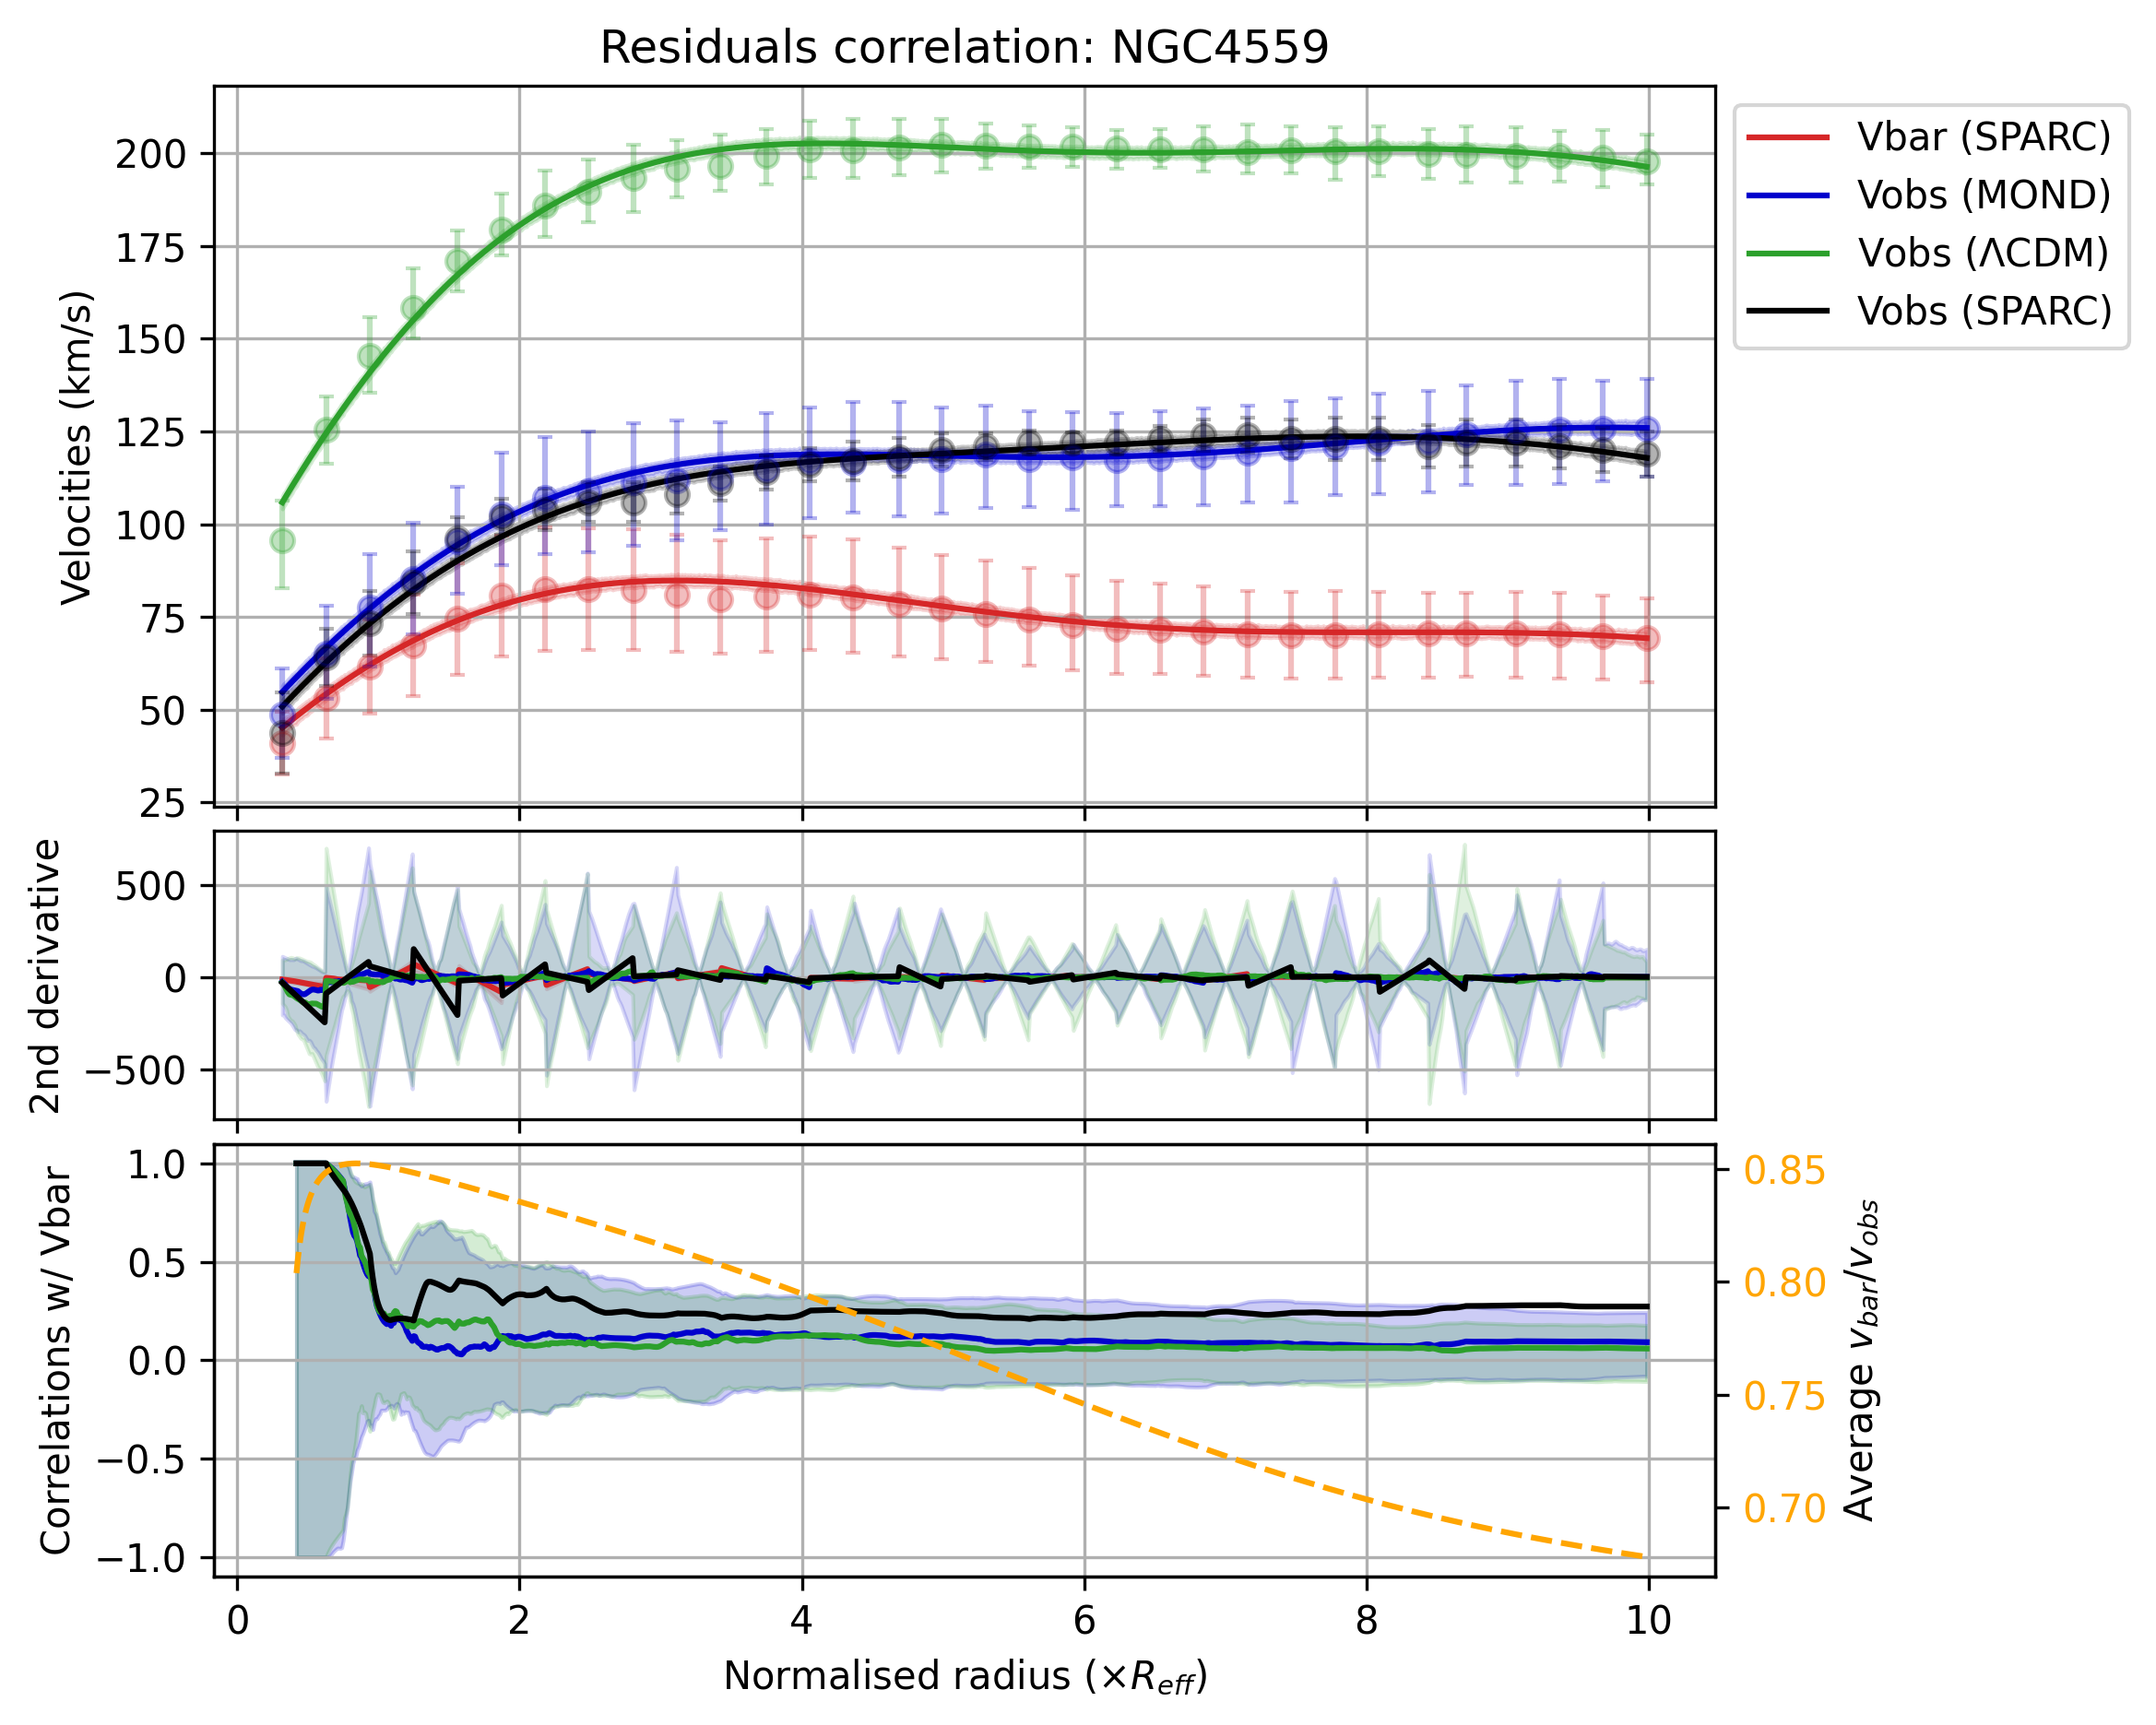 Residuals correlation: NGC4559
Velocities (km/s)
200
175
150
125
100
75
50
25
Vbar (SPARC)
Vobs (MOND)
Vobs (ΛCDM)
Vobs (SPARC)
2nd derivative
500
0
−500
Correlations w/ Vbar
1.0
0.5
0.0
−0.5
−1.0
0.85
0.80
0.75
0.70
Average v_bar/v_obs
0 2 4 6 8 10
Normalised radius (×R_eff)